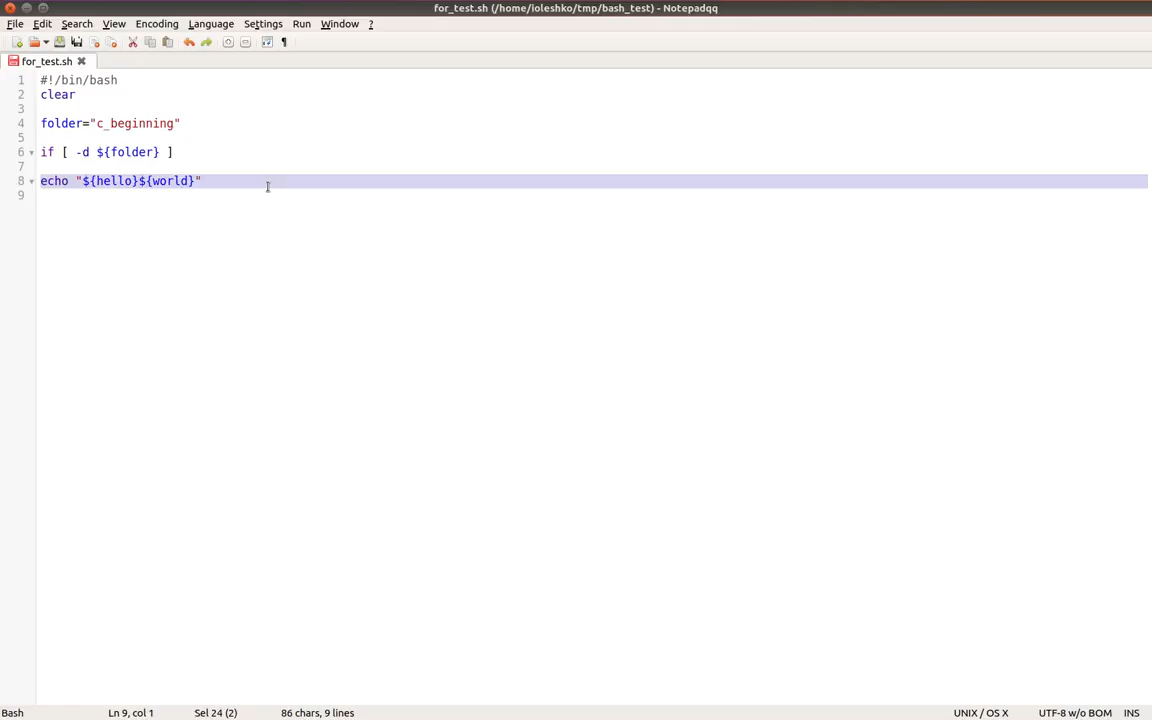 for_test.sh (/home/loleshko/tmp/bash_test) - Notepadqq
File Edit Search View Encoding Language Settings Run Window ?
for_test.sh
1 #!/bin/bash
2 clear
3
4 folder="c_beginning"
5
6 if [ -d ${folder} ]
7
8 echo "${hello}${world}"
9
Bash Ln 9, col 1 Sel 24 (2) 86 chars, 9 lines UNIX / OS X UTF-8 w/o BOM INS